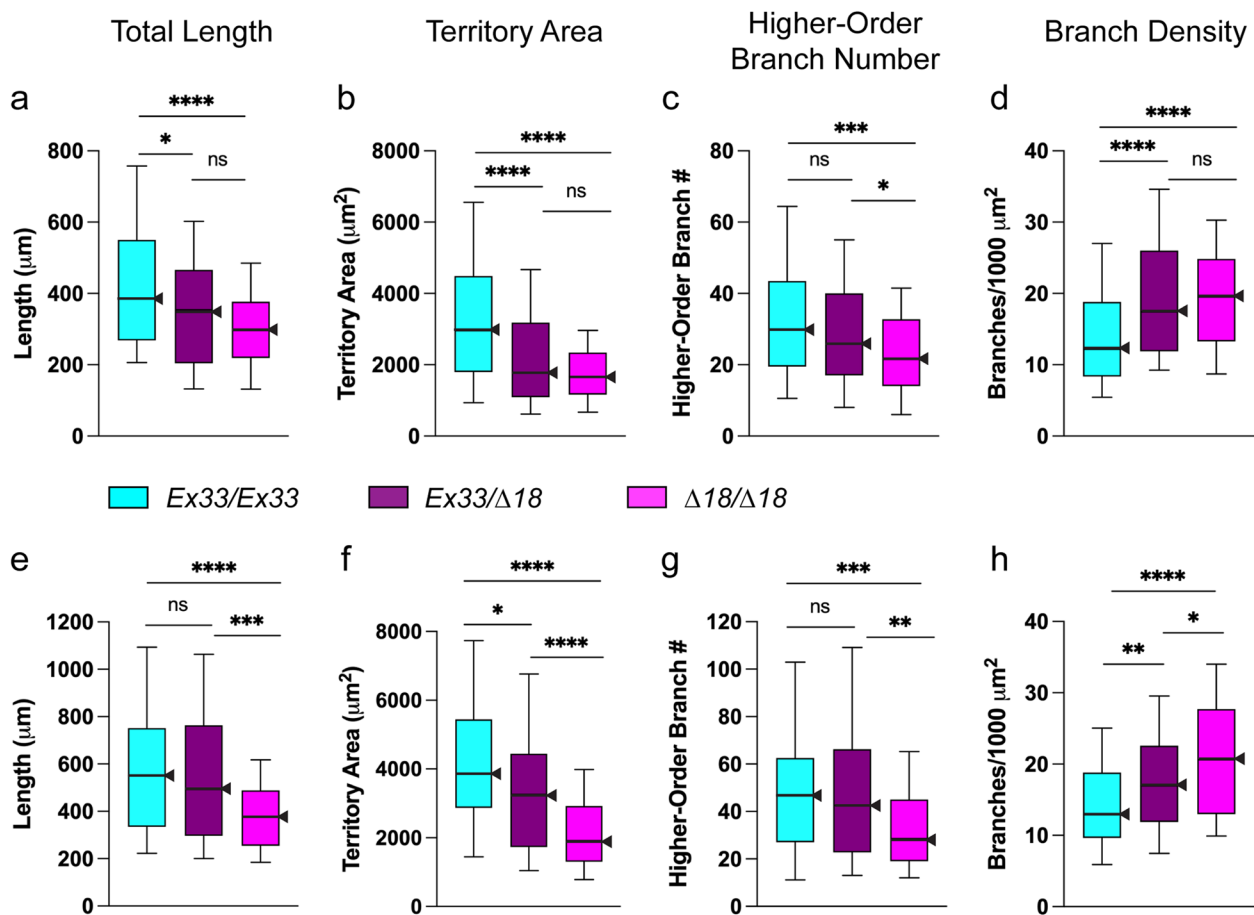 Total Length
Territory Area
Higher-Order
Branch Number
Branch Density
a
****
*
ns
Length (μm)
800
600
400
200
0
b
****
****
ns
Territory Area (μm²)
8000
6000
4000
2000
0
c
***
ns
*
Higher-Order Branch #
80
60
40
20
0
d
****
****
ns
Branches/1000 μm²
40
30
20
10
0
Ex33/Ex33
Ex33/Δ18
Δ18/Δ18
e
****
ns
***
Length (μm)
1200
1000
800
600
400
200
0
f
****
*
****
Territory Area (μm²)
8000
6000
4000
2000
0
g
***
ns
**
Higher-Order Branch #
120
100
80
60
40
20
0
h
****
**
*
Branches/1000 μm²
40
30
20
10
0